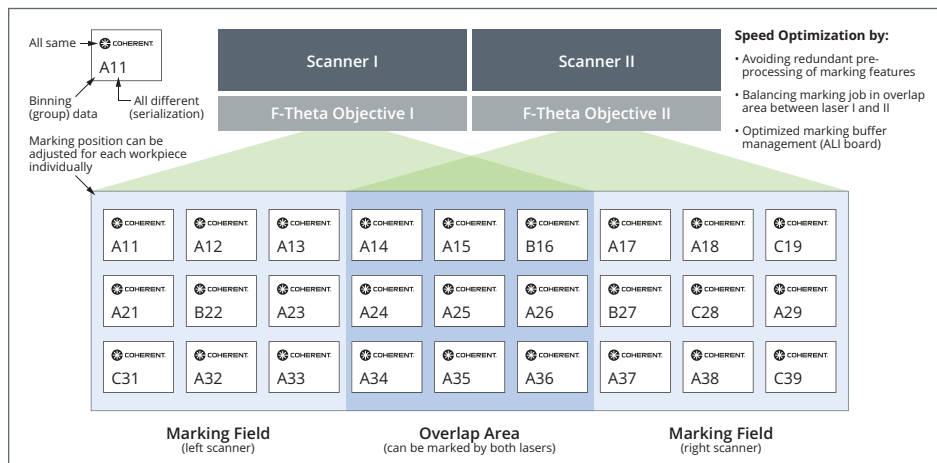 All same
COHERENT.
A11
Binning
(group) data
All different
(serialization)
Marking position can be
adjusted for each workpiece
individually
Scanner I
Scanner II
F-Theta Objective I
F-Theta Objective II
Speed Optimization by:
• Avoiding redundant pre-
processing of marking features
• Balancing marking job in overlap
area between laser I and II
• Optimized marking buffer
management (ALI board)
COHERENT. COHERENT. COHERENT. COHERENT. COHERENT. COHERENT. COHERENT. COHERENT. COHERENT.
A11 A12 A13 A14 A15 B16 A17 A18 C19
COHERENT. COHERENT. COHERENT. COHERENT. COHERENT. COHERENT. COHERENT. COHERENT. COHERENT.
A21 B22 A23 A24 A25 A26 B27 C28 A29
COHERENT. COHERENT. COHERENT. COHERENT. COHERENT. COHERENT. COHERENT. COHERENT. COHERENT.
C31 A32 A33 A34 A35 A36 A37 A38 C39
Marking Field
(left scanner)
Overlap Area
(can be marked by both lasers)
Marking Field
(right scanner)